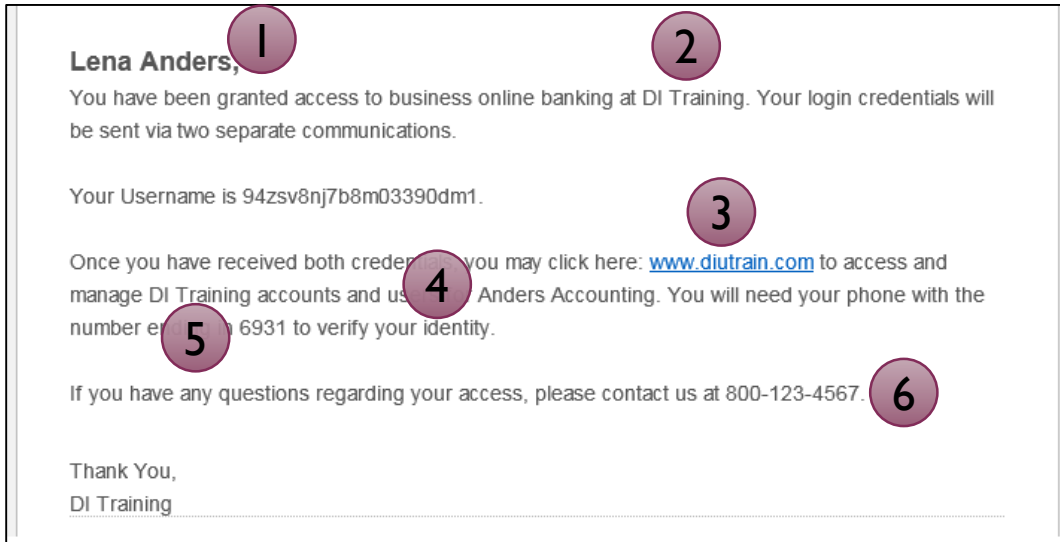 Lena Anders,
1
2
You have been granted access to business online banking at DI Training. Your login credentials will
be sent via two separate communications.
Your Username is 94zsv8nj7b8m03390dm1.
3
Once you have received both credentials, you may click here: www.diutrain.com to access and
4
manage DI Training accounts and for Anders Accounting. You will need your phone with the
number ending in 6931 to verify your identity.
5
If you have any questions regarding your access, please contact us at 800-123-4567.
6
Thank You,
DI Training